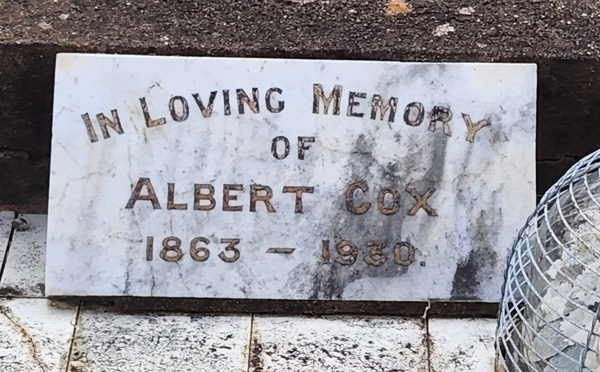 IN LOVING MEMORY
OF
ALBERT COX
1863 – 1930.